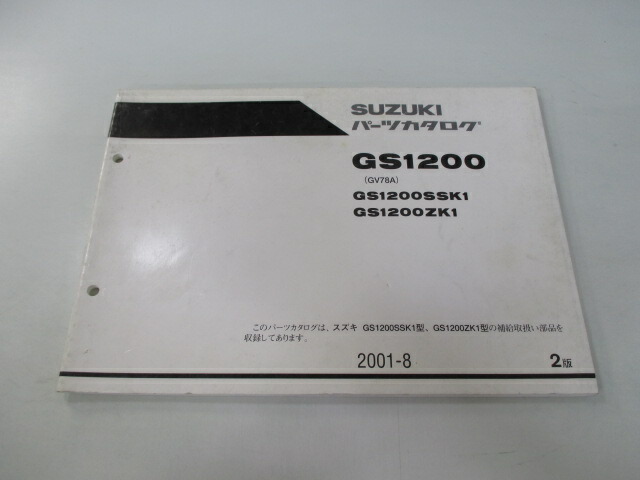 SUZUKI
パーツカタログ
GS1200
(GV78A)
GS1200SSK1
GS1200ZK1
このパーツカタログは、スズキ GS1200SSK1型、GS1200ZK1型の補給取扱い部品を
収録してあります。
2001-8
2版